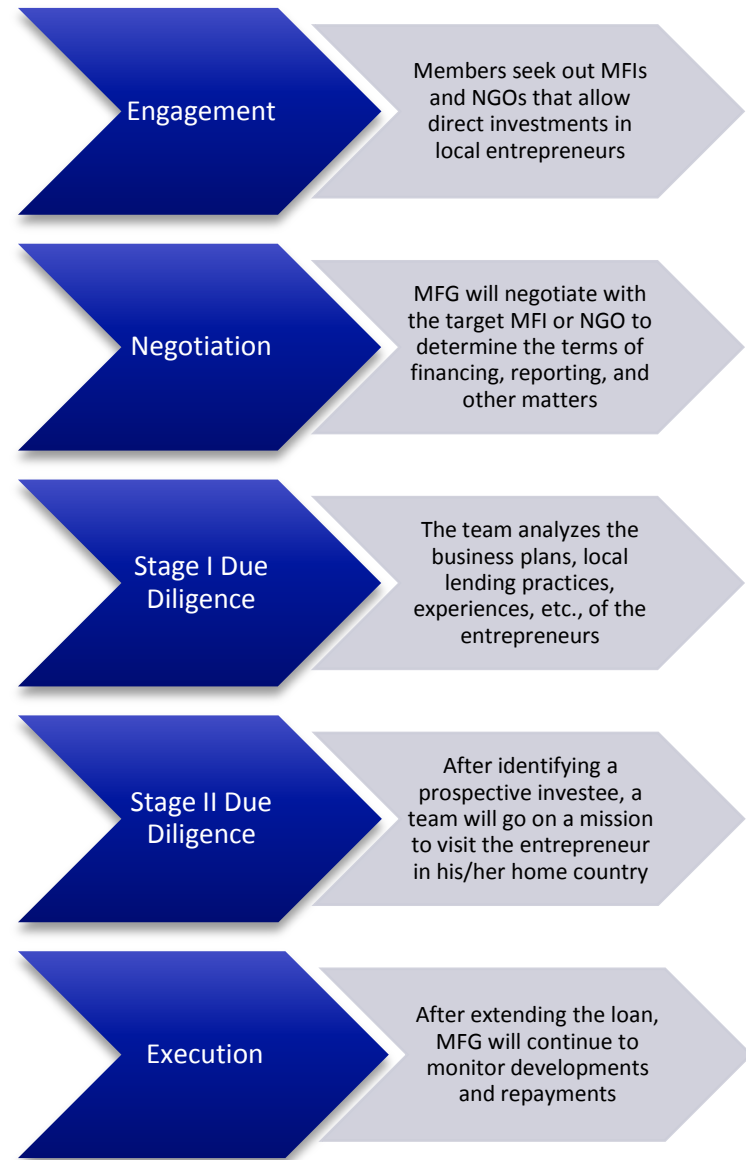 Engagement
Members seek out MFIs
and NGOs that allow
direct investments in
local entrepreneurs
Negotiation
MFG will negotiate with
the target MFI or NGO to
determine the terms of
financing, reporting, and
other matters
Stage I Due
Diligence
The team analyzes the
business plans, local
lending practices,
experiences, etc., of the
entrepreneurs
Stage II Due
Diligence
After identifying a
prospective investee, a
team will go on a mission
to visit the entrepreneur
in his/her home country
Execution
After extending the loan,
MFG will continue to
monitor developments
and repayments